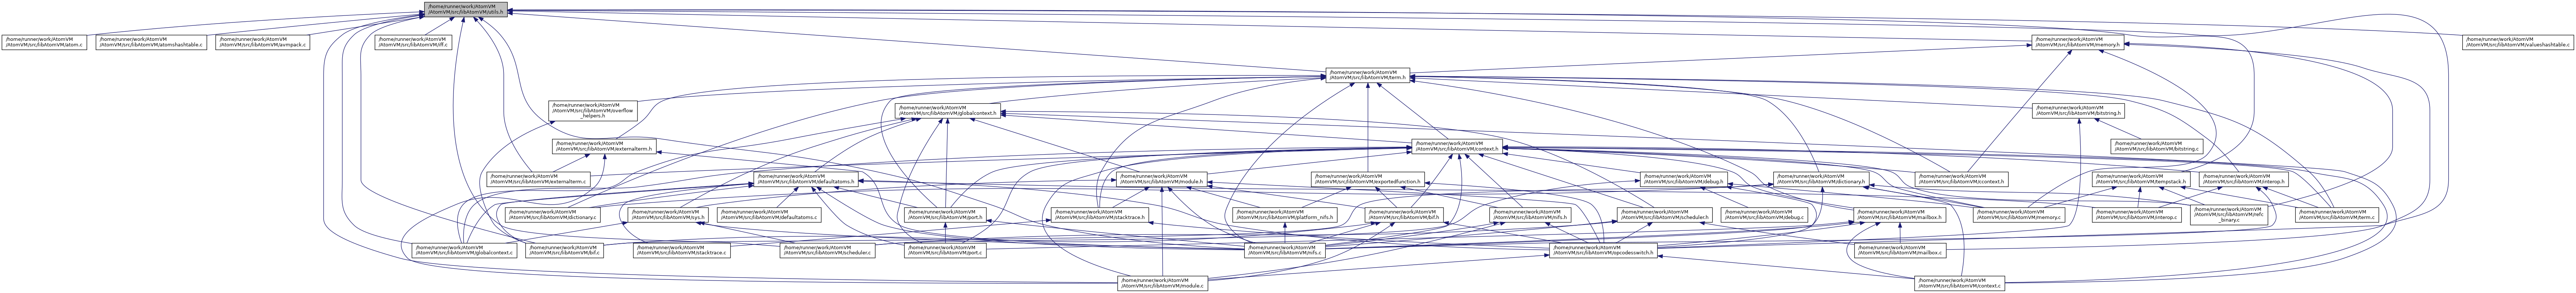 /home/runner/work/AtomVM
/AtomVM/src/libAtomVM/utils.h
/home/runner/work/AtomVM
/AtomVM/src/libAtomVM/atom.c
/home/runner/work/AtomVM
/AtomVM/src/libAtomVM/atomshashtable.c
/home/runner/work/AtomVM
/AtomVM/src/libAtomVM/avmpack.c
/home/runner/work/AtomVM
/AtomVM/src/libAtomVM/iff.c
/home/runner/work/AtomVM
/AtomVM/src/libAtomVM/memory.h
/home/runner/work/AtomVM
/AtomVM/src/libAtomVM/valueshashtable.c
/home/runner/work/AtomVM
/AtomVM/src/libAtomVM/term.h
/home/runner/work/AtomVM
/AtomVM/src/libAtomVM/overflow
_helpers.h
/home/runner/work/AtomVM
/AtomVM/src/libAtomVM/globalcontext.h
/home/runner/work/AtomVM
/AtomVM/src/libAtomVM/bitstring.h
/home/runner/work/AtomVM
/AtomVM/src/libAtomVM/externalterm.h
/home/runner/work/AtomVM
/AtomVM/src/libAtomVM/context.h
/home/runner/work/AtomVM
/AtomVM/src/libAtomVM/bitstring.c
/home/runner/work/AtomVM
/AtomVM/src/libAtomVM/externalterm.c
/home/runner/work/AtomVM
/AtomVM/src/libAtomVM/defaultatoms.h
/home/runner/work/AtomVM
/AtomVM/src/libAtomVM/module.h
/home/runner/work/AtomVM
/AtomVM/src/libAtomVM/exportedfunction.h
/home/runner/work/AtomVM
/AtomVM/src/libAtomVM/debug.h
/home/runner/work/AtomVM
/AtomVM/src/libAtomVM/dictionary.h
/home/runner/work/AtomVM
/AtomVM/src/libAtomVM/ccontext.h
/home/runner/work/AtomVM
/AtomVM/src/libAtomVM/tempstack.h
/home/runner/work/AtomVM
/AtomVM/src/libAtomVM/interop.h
/home/runner/work/AtomVM
/AtomVM/src/libAtomVM/dictionary.c
/home/runner/work/AtomVM
/AtomVM/src/libAtomVM/sys.h
/home/runner/work/AtomVM
/AtomVM/src/libAtomVM/defaultatoms.c
/home/runner/work/AtomVM
/AtomVM/src/libAtomVM/port.h
/home/runner/work/AtomVM
/AtomVM/src/libAtomVM/stacktrace.h
/home/runner/work/AtomVM
/AtomVM/src/libAtomVM/platform_nifs.h
/home/runner/work/AtomVM
/AtomVM/src/libAtomVM/bif.h
/home/runner/work/AtomVM
/AtomVM/src/libAtomVM/nifs.h
/home/runner/work/AtomVM
/AtomVM/src/libAtomVM/scheduler.h
/home/runner/work/AtomVM
/AtomVM/src/libAtomVM/debug.c
/home/runner/work/AtomVM
/AtomVM/src/libAtomVM/mailbox.h
/home/runner/work/AtomVM
/AtomVM/src/libAtomVM/memory.c
/home/runner/work/AtomVM
/AtomVM/src/libAtomVM/interop.c
/home/runner/work/AtomVM
/AtomVM/src/libAtomVM/refc
_binary.c
/home/runner/work/AtomVM
/AtomVM/src/libAtomVM/term.c
/home/runner/work/AtomVM
/AtomVM/src/libAtomVM/globalcontext.c
/home/runner/work/AtomVM
/AtomVM/src/libAtomVM/bif.c
/home/runner/work/AtomVM
/AtomVM/src/libAtomVM/stacktrace.c
/home/runner/work/AtomVM
/AtomVM/src/libAtomVM/scheduler.c
/home/runner/work/AtomVM
/AtomVM/src/libAtomVM/port.c
/home/runner/work/AtomVM
/AtomVM/src/libAtomVM/nifs.c
/home/runner/work/AtomVM
/AtomVM/src/libAtomVM/opcodesswitch.h
/home/runner/work/AtomVM
/AtomVM/src/libAtomVM/mailbox.c
/home/runner/work/AtomVM
/AtomVM/src/libAtomVM/module.c
/home/runner/work/AtomVM
/AtomVM/src/libAtomVM/context.c